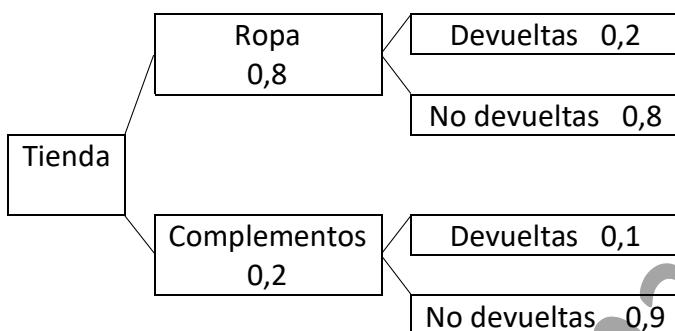 Ropa
0,8
Devueltas 0,2
No devueltas 0,8
Tienda
Complementos
0,2
Devueltas 0,1
No devueltas 0,9